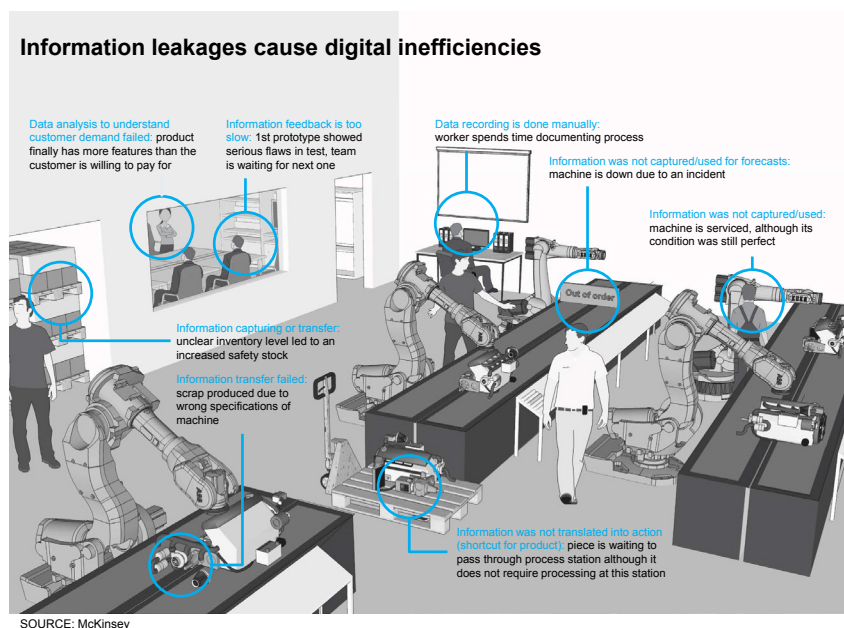 Information leakages cause digital inefficiencies
Data analysis to understand
customer demand failed: product
finally has more features than the
customer is willing to pay for
Information feedback is too
slow: 1st prototype showed
serious flaws in test, team
is waiting for next one
Data recording is done manually:
worker spends time documenting process
Information was not captured/used for forecasts:
machine is down due to an incident
Information was not captured/used:
machine is serviced, although its
condition was still perfect
Out of order
Information capturing or transfer:
unclear inventory level led to an
increased safety stock
Information transfer failed:
scrap produced due to
wrong specifications of
machine
Information was not translated into action
(shortcut for product): piece is waiting to
pass through process station although it
does not require processing at this station
SOURCE: McKinsey